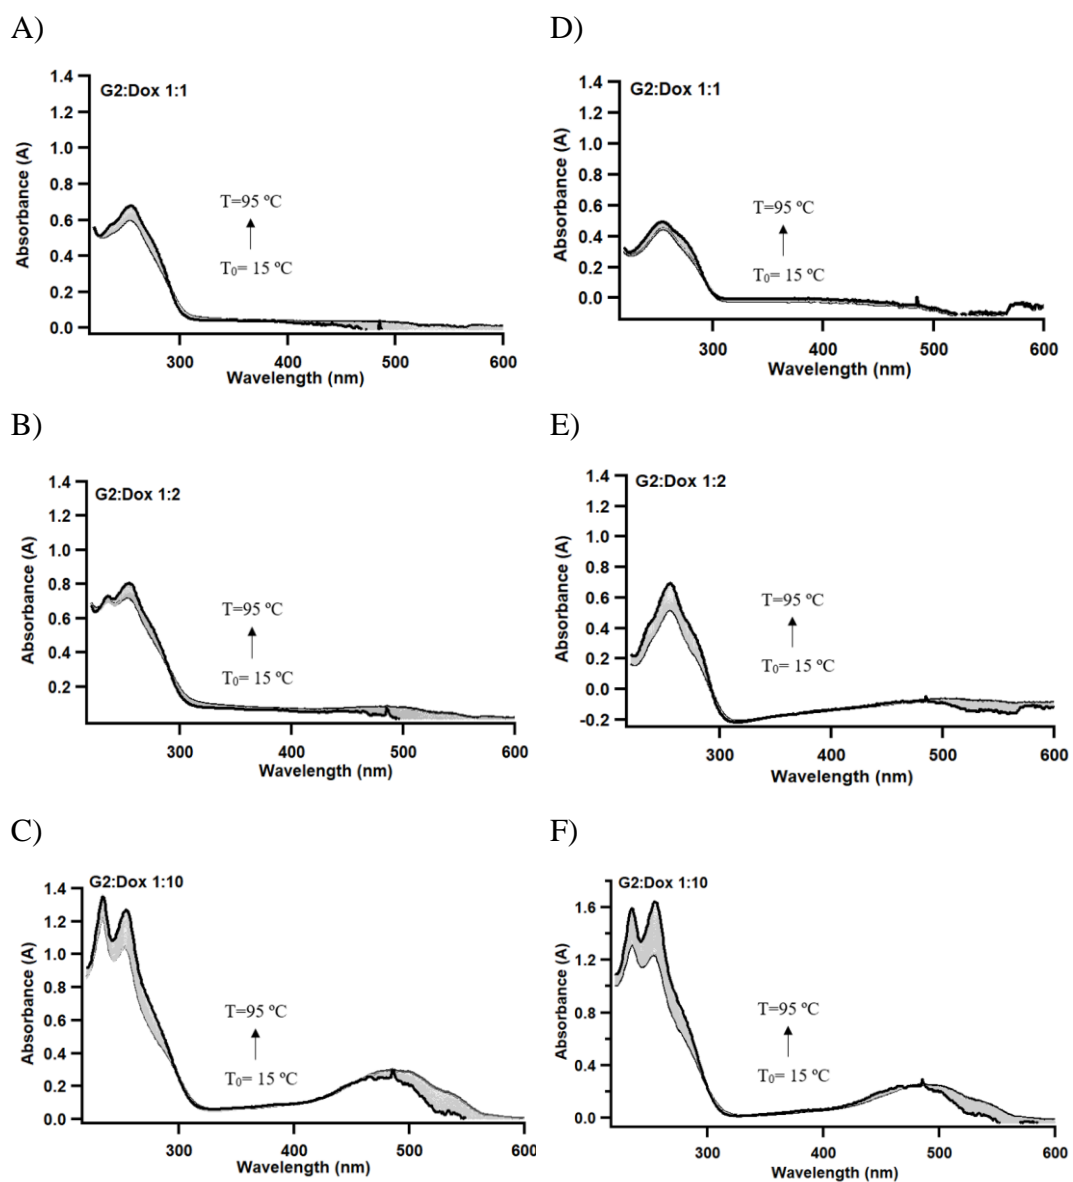 A)
G2:Dox 1:1
1.4
1.2
1.0
0.8
0.6
0.4
0.2
0.0
Absorbance (A)
T=95 ºC
T₀= 15 ºC
300 400 500 600
Wavelength (nm)
D)
G2:Dox 1:1
1.4
1.2
1.0
0.8
0.6
0.4
0.2
0.0
Absorbance (A)
T=95 ºC
T₀= 15 ºC
300 400 500 600
Wavelength (nm)
B)
G2:Dox 1:2
1.4
1.2
1.0
0.8
0.6
0.4
0.2
Absorbance (A)
T=95 ºC
T₀= 15 ºC
300 400 500 600
Wavelength (nm)
E)
G2:Dox 1:2
1.4
1.2
1.0
0.8
0.6
0.4
0.2
0.0
-0.2
Absorbance (A)
T=95 ºC
T₀= 15 ºC
300 400 500 600
Wavelength (nm)
C)
G2:Dox 1:10
1.4
1.2
1.0
0.8
0.6
0.4
0.2
0.0
Absorbance (A)
T=95 ºC
T₀= 15 ºC
300 400 500 600
Wavelength (nm)
F)
G2:Dox 1:10
1.6
1.2
0.8
0.4
0.0
Absorbance (A)
T=95 ºC
T₀= 15 ºC
300 400 500 600
Wavelength (nm)